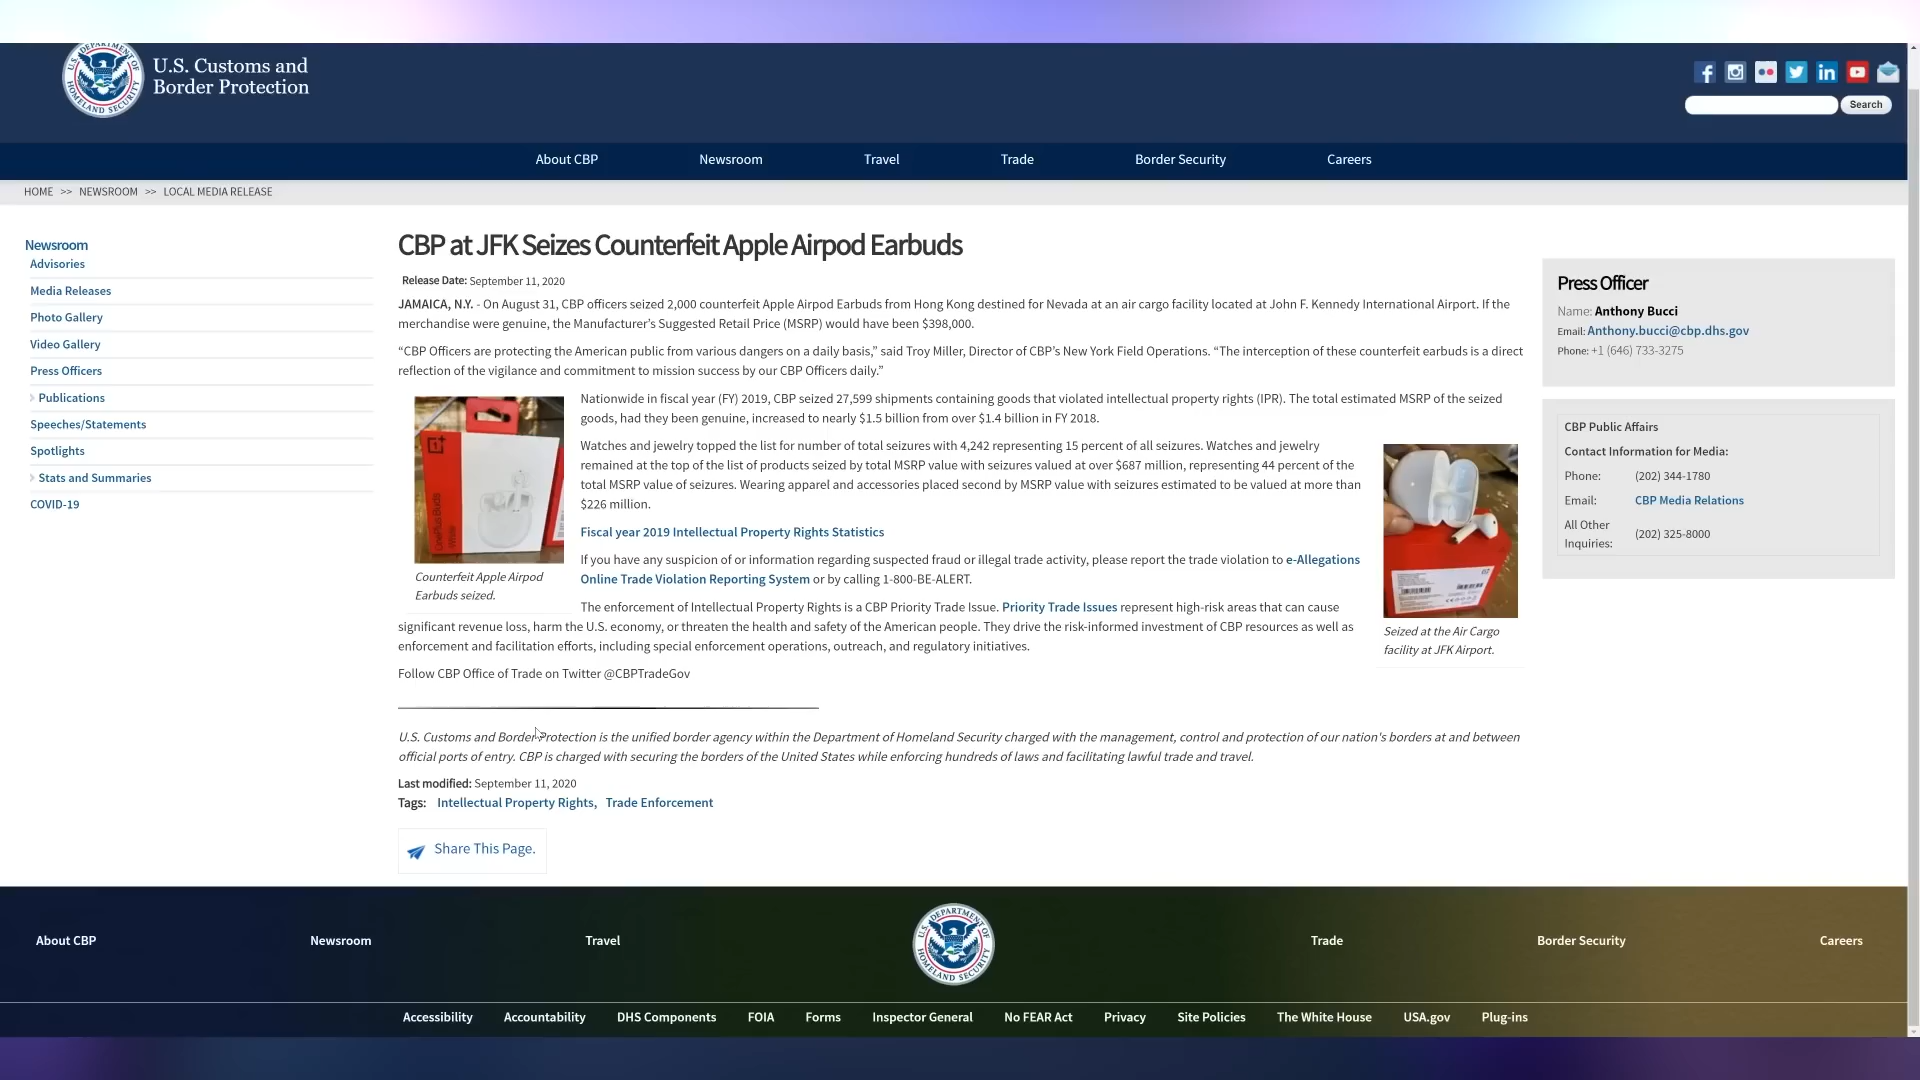 U.S. Customs and
Border Protection
Search
About CBP
Newsroom
Travel
Trade
Border Security
Careers
HOME >> NEWSROOM >> LOCAL MEDIA RELEASE
Newsroom
Advisories
Media Releases
Photo Gallery
Video Gallery
Press Officers
Publications
Speeches/Statements
Spotlights
Stats and Summaries
COVID-19
CBP at JFK Seizes Counterfeit Apple Airpod Earbuds
Release Date: September 11, 2020
JAMAICA, N.Y. - On August 31, CBP officers seized 2,000 counterfeit Apple Airpod Earbuds from Hong Kong destined for Nevada at an air cargo facility located at John F. Kennedy International Airport. If the
merchandise were genuine, the Manufacturer’s Suggested Retail Price (MSRP) would have been $398,000.
“CBP Officers are protecting the American public from various dangers on a daily basis,” said Troy Miller, Director of CBP’s New York Field Operations. “The interception of these counterfeit earbuds is a direct
reflection of the vigilance and commitment to mission success by our CBP Officers daily.”
Nationwide in fiscal year (FY) 2019, CBP seized 27,599 shipments containing goods that violated intellectual property rights (IPR). The total estimated MSRP of the seized
goods, had they been genuine, increased to nearly $1.5 billion from over $1.4 billion in FY 2018.
Watches and jewelry topped the list for number of total seizures with 4,242 representing 15 percent of all seizures. Watches and jewelry
remained at the top of the list of products seized by total MSRP value with seizures valued at over $687 million, representing 44 percent of the
total MSRP value of seizures. Wearing apparel and accessories placed second by MSRP value with seizures estimated to be valued at more than
$226 million.
Fiscal year 2019 Intellectual Property Rights Statistics
If you have any suspicion of or information regarding suspected fraud or illegal trade activity, please report the trade violation to e-Allegations
Online Trade Violation Reporting System or by calling 1-800-BE-ALERT.
The enforcement of Intellectual Property Rights is a CBP Priority Trade Issue. Priority Trade Issues represent high-risk areas that can cause
significant revenue loss, harm the U.S. economy, or threaten the health and safety of the American people. They drive the risk-informed investment of CBP resources as well as
enforcement and facilitation efforts, including special enforcement operations, outreach, and regulatory initiatives.
Follow CBP Office of Trade on Twitter @CBPTradeGov
OnePlus Buds
Counterfeit Apple Airpod
Earbuds seized.
Seized at the Air Cargo
facility at JFK Airport.
U.S. Customs and Border Protection is the unified border agency within the Department of Homeland Security charged with the management, control and protection of our nation's borders at and between
official ports of entry. CBP is charged with securing the borders of the United States while enforcing hundreds of laws and facilitating lawful trade and travel.
Last modified: September 11, 2020
Tags: Intellectual Property Rights, Trade Enforcement
Share This Page.
Press Officer
Name: Anthony Bucci
Email: Anthony.bucci@cbp.dhs.gov
Phone: +1 (646) 733-3275
CBP Public Affairs
Contact Information for Media:
Phone: (202) 344-1780
Email: CBP Media Relations
All Other
Inquiries: (202) 325-8000
About CBP
Newsroom
Travel
U.S. DEPARTMENT OF
HOMELAND SECURITY
Trade
Border Security
Careers
Accessibility
Accountability
DHS Components
FOIA
Forms
Inspector General
No FEAR Act
Privacy
Site Policies
The White House
USA.gov
Plug-ins